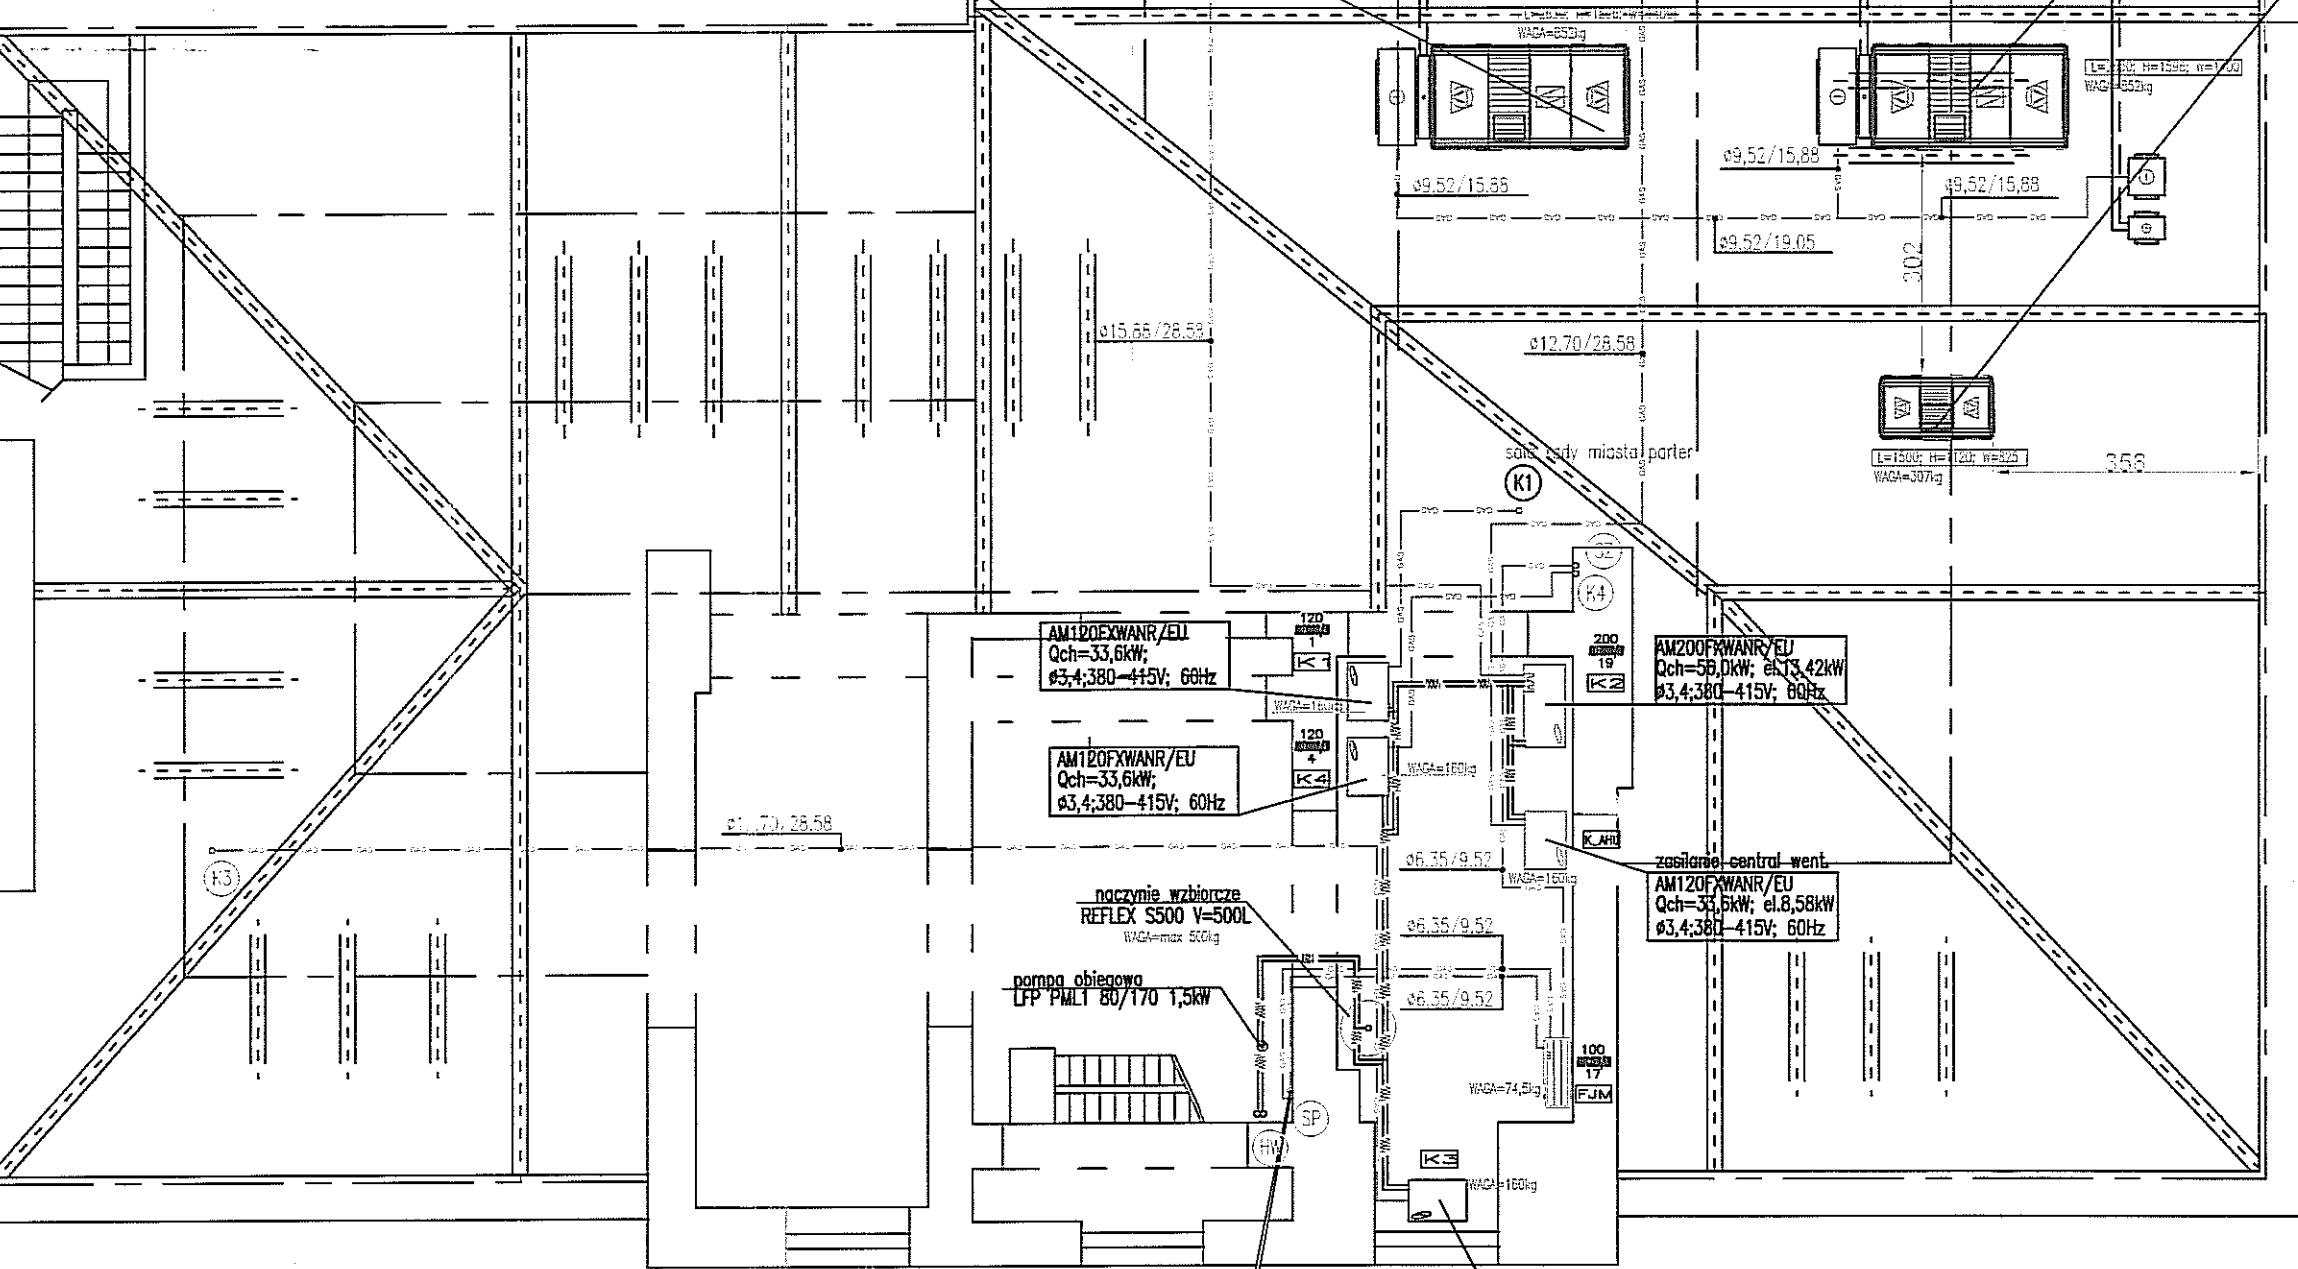 WAGA=852kg
WAGA=852kg
ø9,52/15,88
ø9.52/15.88
ø9,52/15,88
ø9.52/19.05
302
ø15.88/28.58
ø12.70/28.58
L=1500; H=1120; W=825
WAGA=307kg
358
miasta parter
K1
K4
AM120FXWANR/EU
Qch=33,6kW;
ø3,4;380-415V; 60Hz
120
1
K1
200
19
K2
AM200FXWANR/EU
Qch=56,0kW; el.13,42kW
ø3,4;380-415V; 60Hz
WAGA=160kg
AM120FXWANR/EU
Qch=33,6kW;
ø3,4;380-415V; 60Hz
120
4
K4
WAGA=160kg
28.58
K3
K_AHU
ø6.35/9.52
WAGA=160kg
zasilanie central went.
AM120FXWANR/EU
Qch=33,6kW; el.8,58kW
ø3,4;380-415V; 60Hz
naczynie wzbiorcze
REFLEX S500 V=500L
WAGA=max 500kg
ø6.35/9.52
pompa obiegowa
LFP PML1 80/170 1,5kW
ø6.35/9.52
100
17
FJM
WAGA=74,5kg
SP
HW
K3
WAGA=160kg